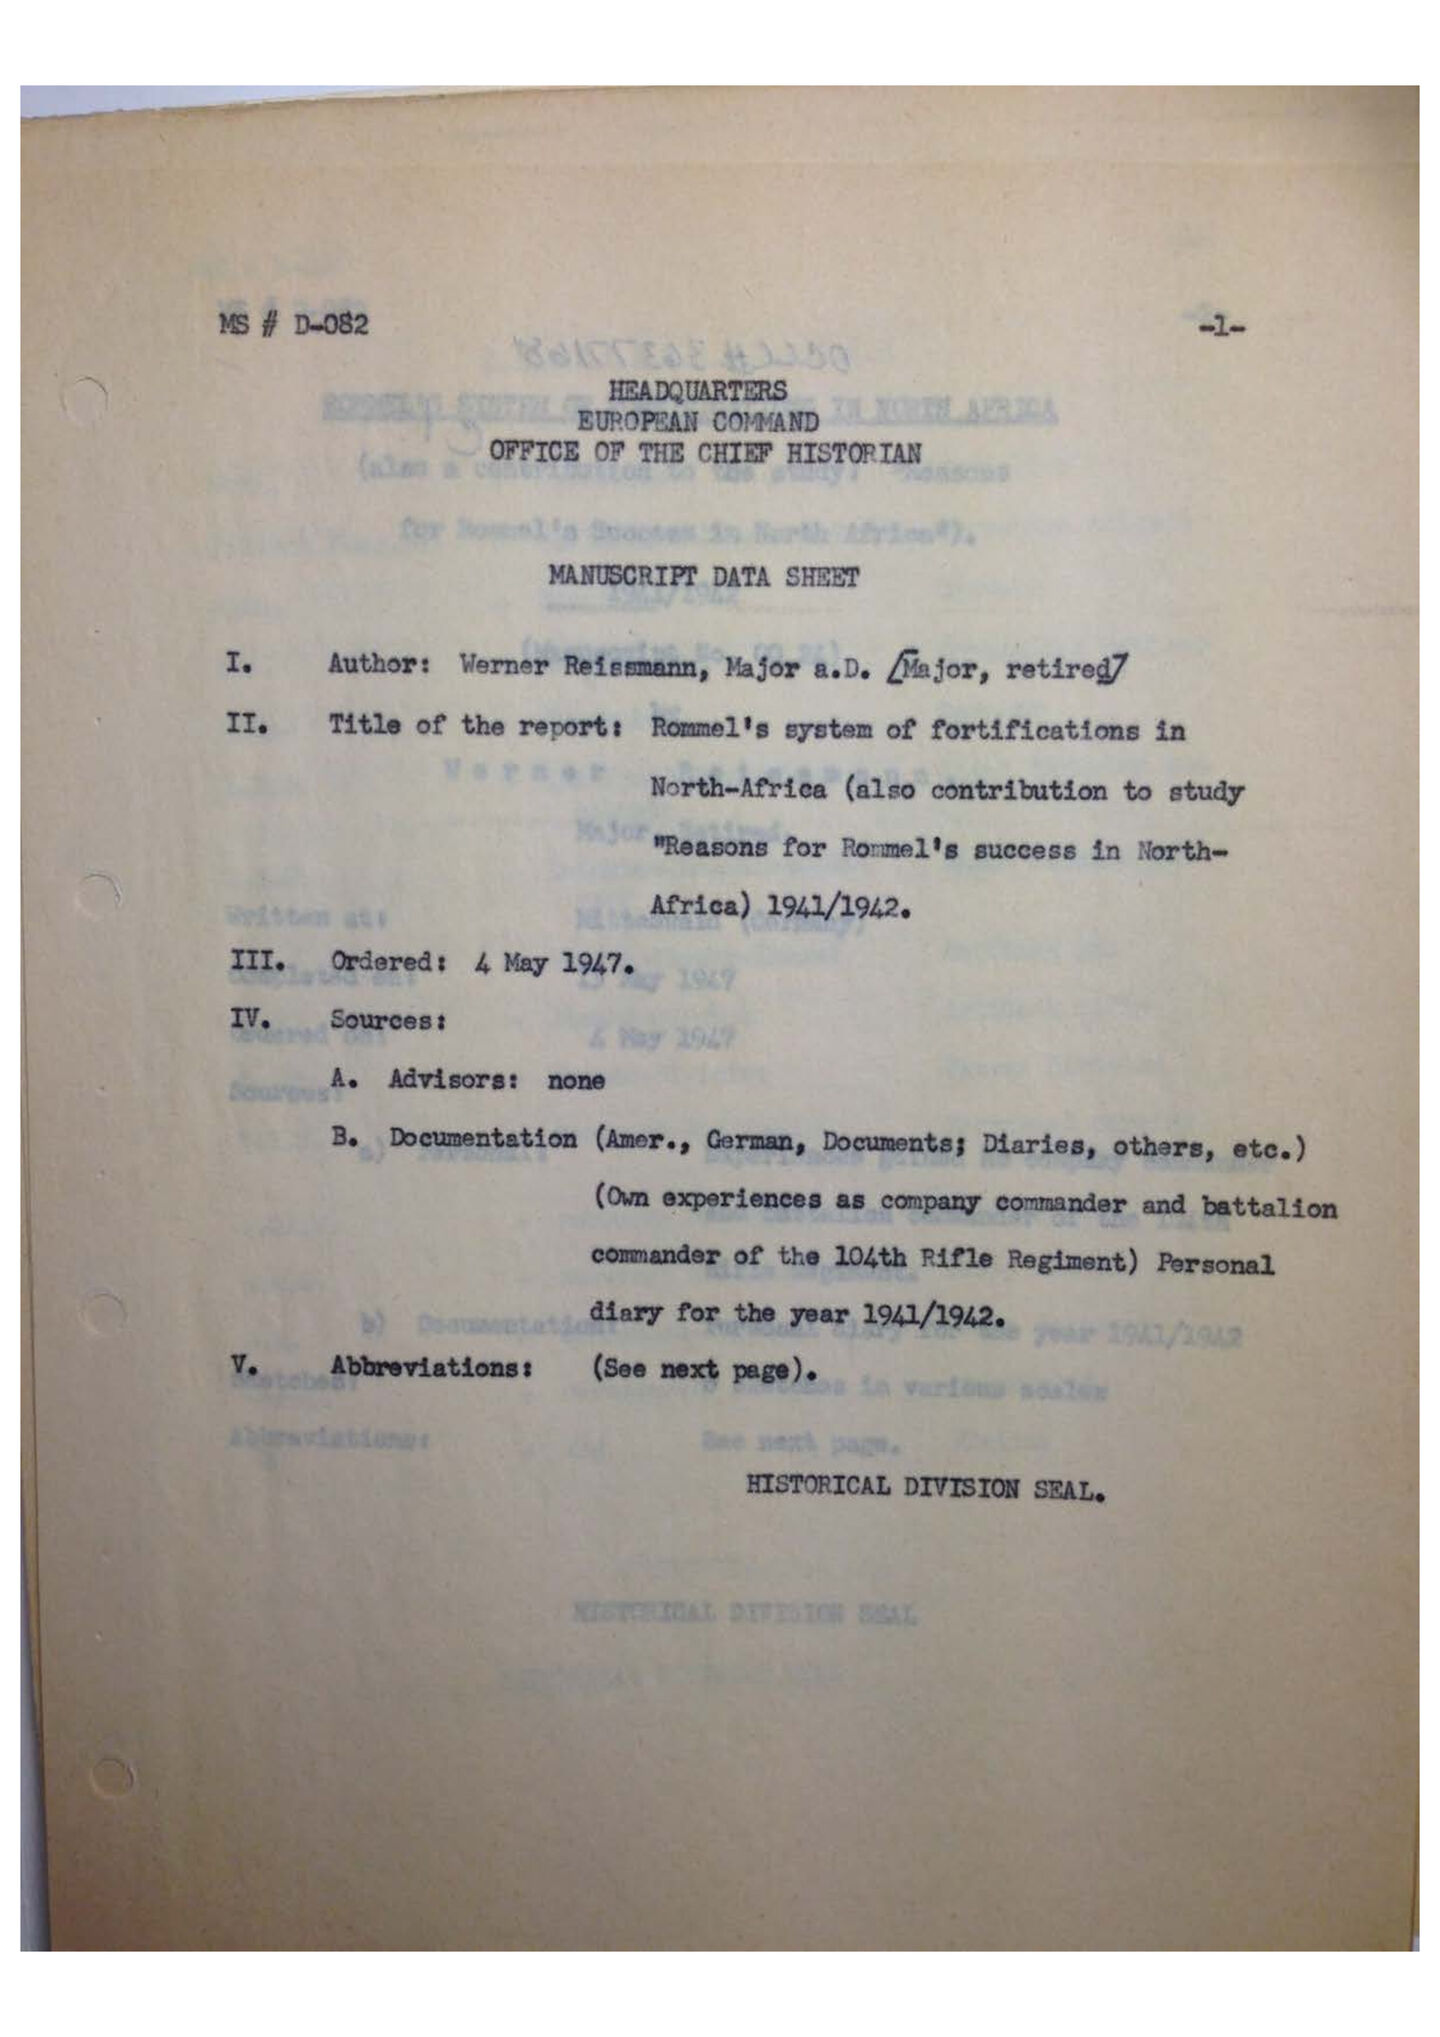 MS # D-082 -1-
HEADQUARTERS
EUROPEAN COMMAND
OFFICE OF THE CHIEF HISTORIAN
MANUSCRIPT DATA SHEET
I. Author: Werner Reissmann, Major a.D. [Major, retired]
II. Title of the report: Rommel's system of fortifications in
North-Africa (also contribution to study
"Reasons for Rommel's success in North-
Africa) 1941/1942.
III. Ordered: 4 May 1947.
IV. Sources:
A. Advisors: none
B. Documentation (Amer., German, Documents; Diaries, others, etc.)
(Own experiences as company commander and battalion
commander of the 104th Rifle Regiment) Personal
diary for the year 1941/1942.
V. Abbreviations: (See next page).
HISTORICAL DIVISION SEAL.